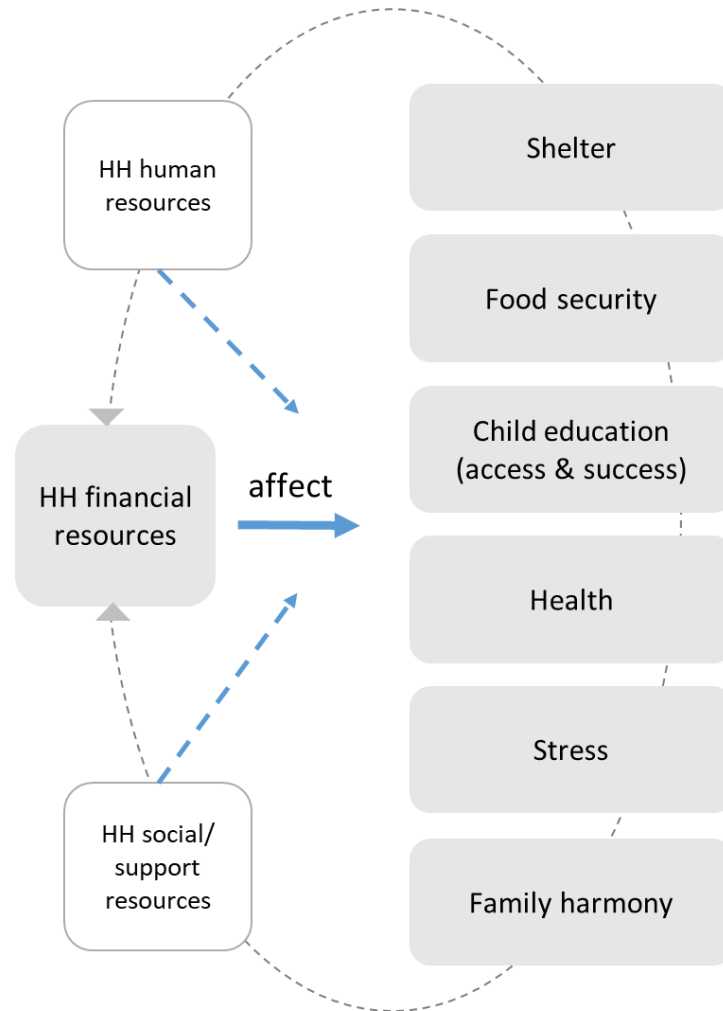 HH human
resources
HH financial
resources
HH social/
support
resources
affect
Shelter
Food security
Child education
(access & success)
Health
Stress
Family harmony